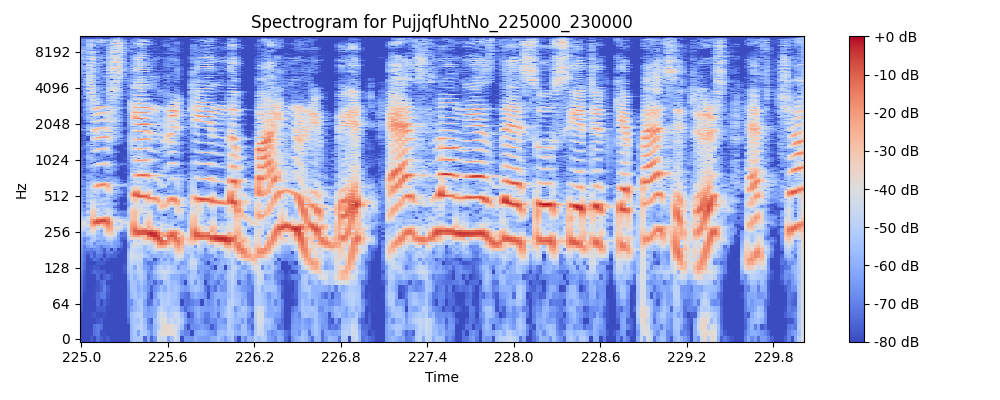 Spectrogram for PujjqfUhtNo_225000_230000
8192
4096
2048
1024
512
256
128
64
0
Hz
225.0 225.6 226.2 226.8 227.4 228.0 228.6 229.2 229.8
Time
+0 dB
-10 dB
-20 dB
-30 dB
-40 dB
-50 dB
-60 dB
-70 dB
-80 dB